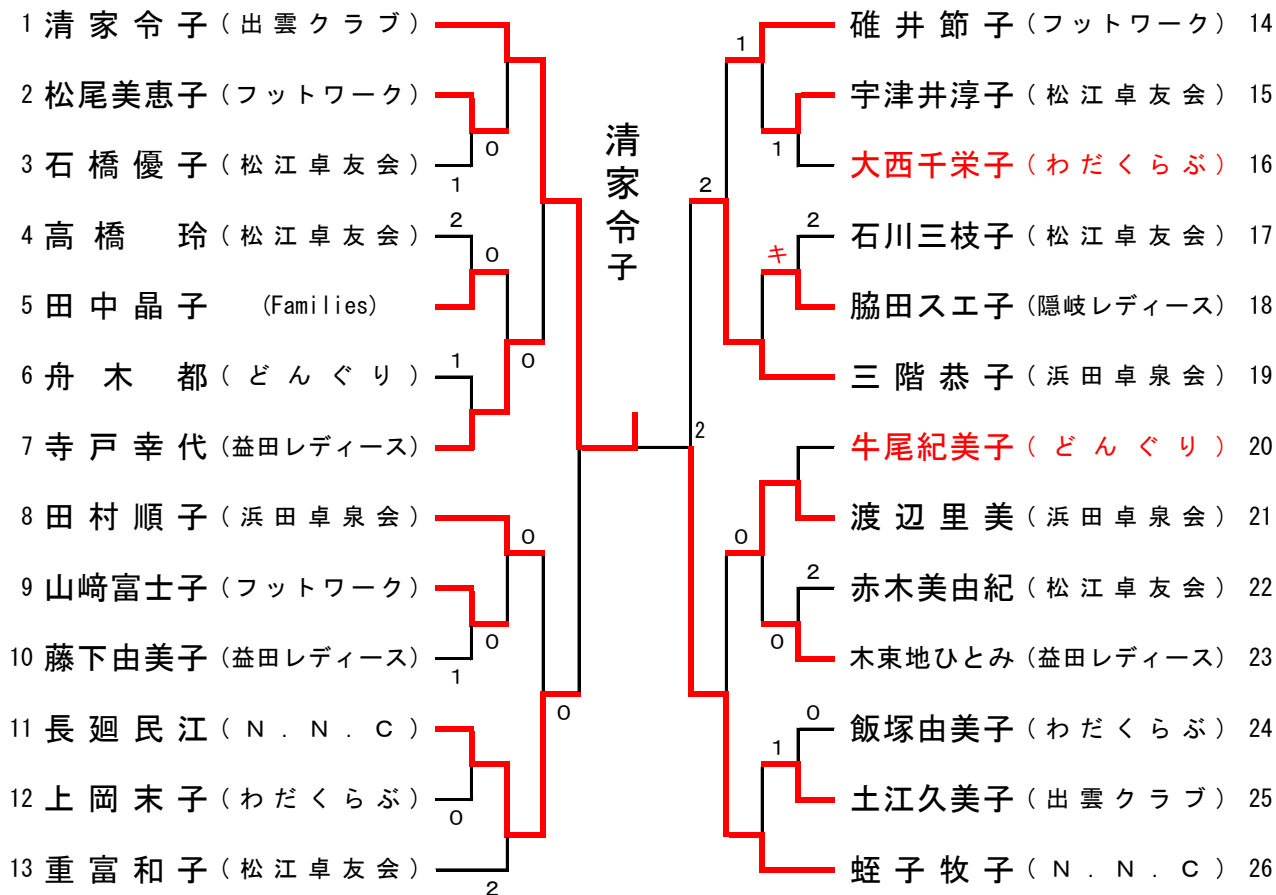 1 清家令子 (出雲クラブ)
2 松尾美恵子 (フットワーク)
0
3 石橋優子 (松江卓友会)
1
4 高橋 玲 (松江卓友会)
2
0
5 田中晶子 (Families)
6 舟木 都 (どんぐり)
1
0
7 寺戸幸代 (益田レディース)
8 田村順子 (浜田卓泉会)
0
9 山﨑富士子 (フットワーク)
0
10 藤下由美子 (益田レディース)
1
0
11 長廻民江 (N.N.C)
12 上岡末子 (わだくらぶ)
0
13 重富和子 (松江卓友会)
2
清家令子
2
碓井節子 (フットワーク) 14
1
宇津井淳子 (松江卓友会) 15
1
大西千栄子 (わだくらぶ) 16
2
石川三枝子 (松江卓友会) 17
2
キ
脇田スエ子 (隠岐レディース) 18
三階恭子 (浜田卓泉会) 19
牛尾紀美子 (どんぐり) 20
渡辺里美 (浜田卓泉会) 21
0
赤木美由紀 (松江卓友会) 22
2
0
木束地ひとみ (益田レディース) 23
飯塚由美子 (わだくらぶ) 24
0
1
土江久美子 (出雲クラブ) 25
蛭子牧子 (N.N.C) 26